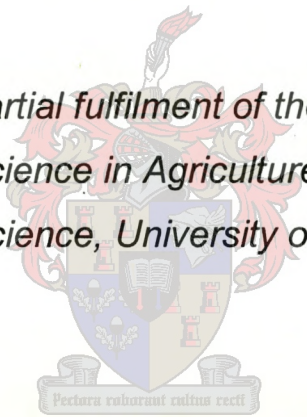 artial fulfilment of the
cience in Agriculture
cience, University o
Pectora roborant cultus recti